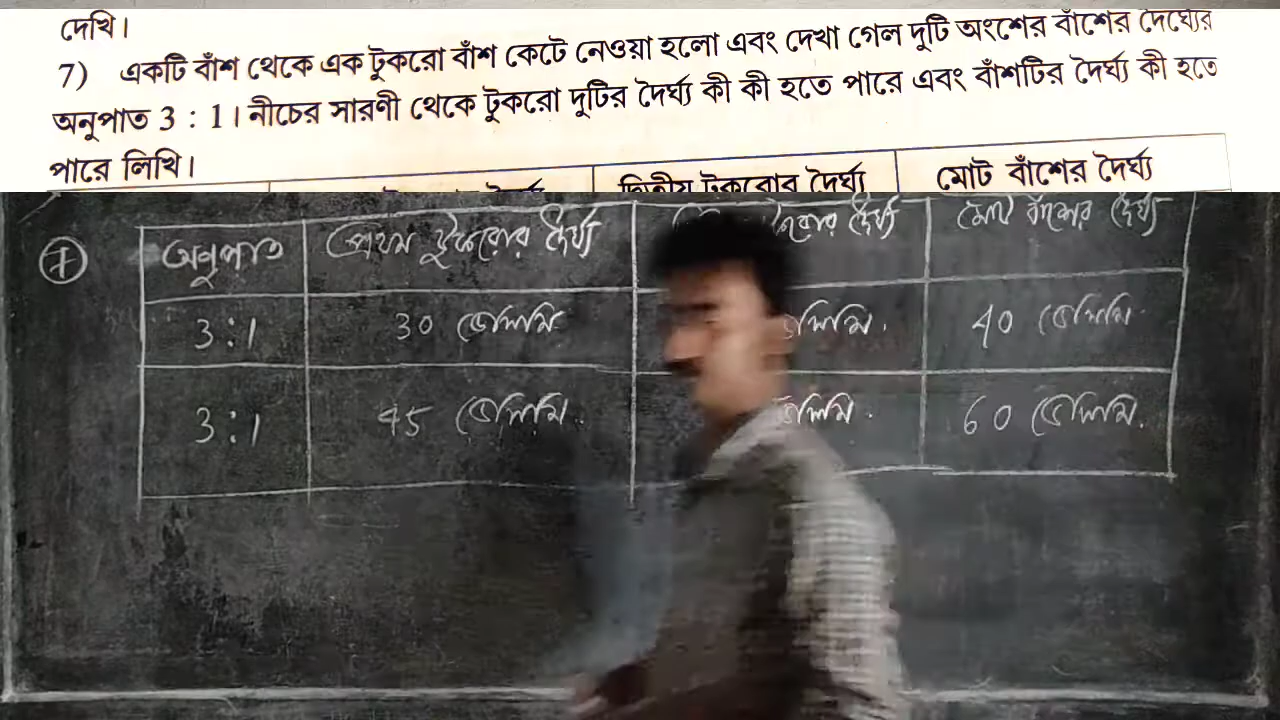 দেখি।
7) একটি বাঁশ থেকে এক টুকরো বাঁশ কেটে নেওয়া হলো এবং দেখা গেল দুটি অংশের বাঁশের দৈর্ঘ্যের
অনুপাত 3 : 1। নীচের সারণী থেকে টুকরো দুটির দৈর্ঘ্য কী কী হতে পারে এবং বাঁশটির দৈর্ঘ্য কী হতে
পারে লিখি।
দ্বিতীয় টুকরোর দৈর্ঘ্য মোট বাঁশের দৈর্ঘ্য
7 অনুপাত প্রথম টুকরোর দৈর্ঘ্য দৈর্ঘ্য মোট বাঁশের দৈর্ঘ্য
3:1 30 সেমি. 40 সেমি.
3:1 45 সেমি. 60 সেমি.